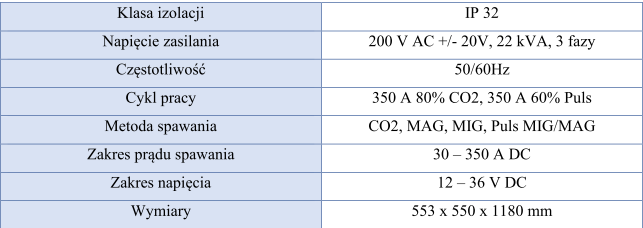 Klasa izolacji IP 32
Napięcie zasilania 200 V AC +/- 20V, 22 kVA, 3 fazy
Częstotliwość 50/60Hz
Cykl pracy 350 A 80% CO2, 350 A 60% Puls
Metoda spawania CO2, MAG, MIG, Puls MIG/MAG
Zakres prądu spawania 30 – 350 A DC
Zakres napięcia 12 – 36 V DC
Wymiary 553 x 550 x 1180 mm